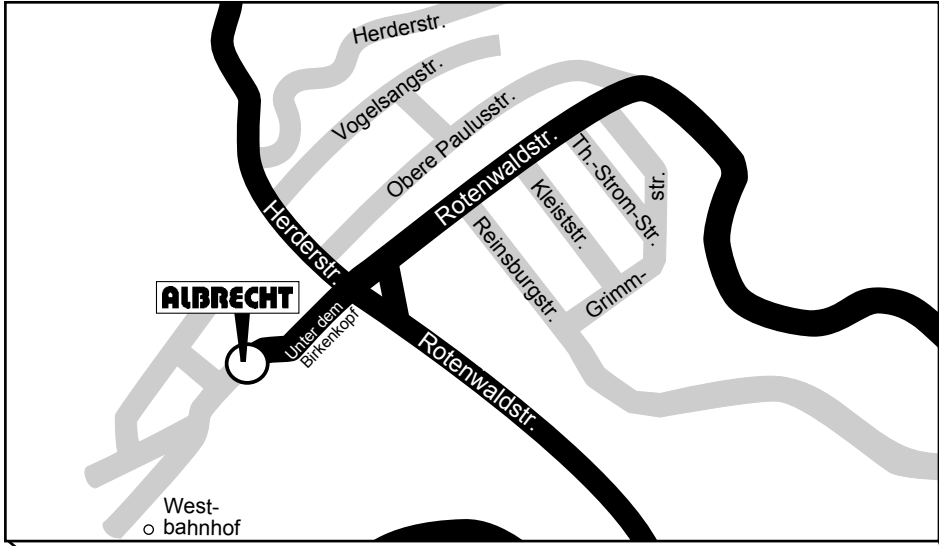 Herderstr.
Vogelsangstr.
Obere Paulusstr.
Rotenwaldstr.
Th.-Strom-Str.
str.
Kleiststr.
Reinsburgstr.
Grimm-
Herderstr.
ALBRECHT
Unter dem
Birkenkopf
Rotenwaldstr.
West-
bahnhof